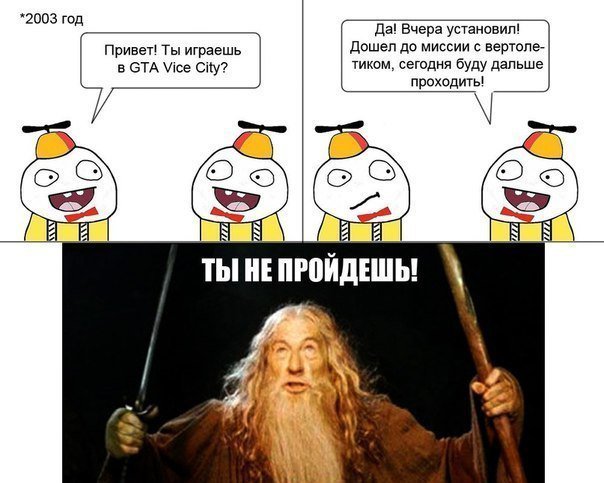 *2003 год
Привет! Ты играешь
в GTA Vice City?
Да! Вчера установил!
Дошел до миссии с вертоле-
тиком, сегодня буду дальше
проходить!
ТЫ НЕ ПРОЙДЕШЬ!